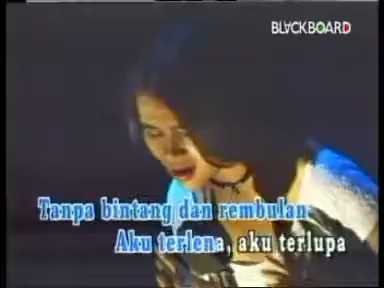 BLACKBOARD
Tanpa bintang dan rembulan
Aku terlena, aku terlupa